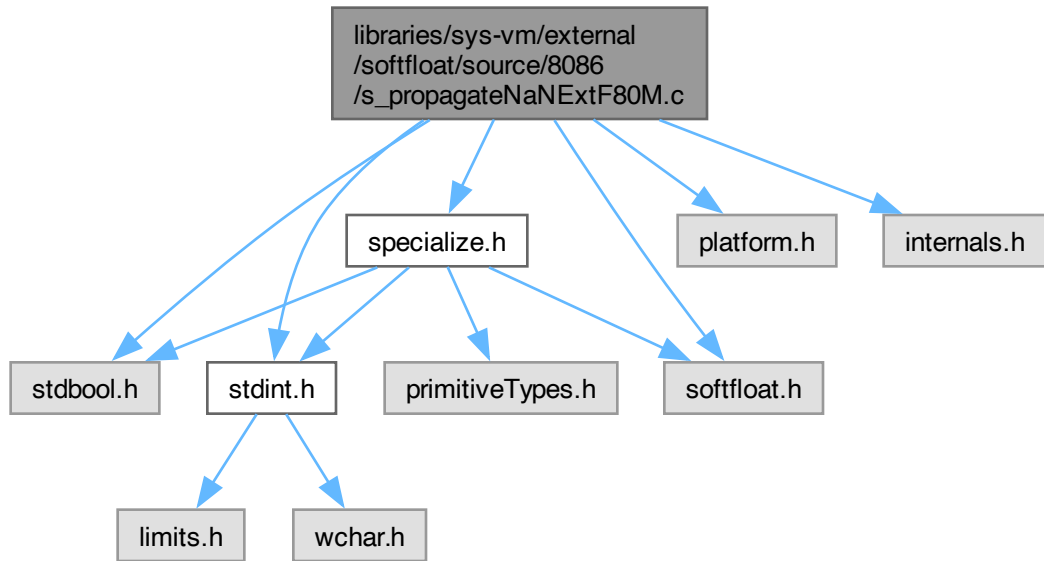 libraries/sys-vm/external
/softfloat/source/8086
/s_propagateNaNExtF80M.c
specialize.h
platform.h
internals.h
stdbool.h
stdint.h
primitiveTypes.h
softfloat.h
limits.h
wchar.h